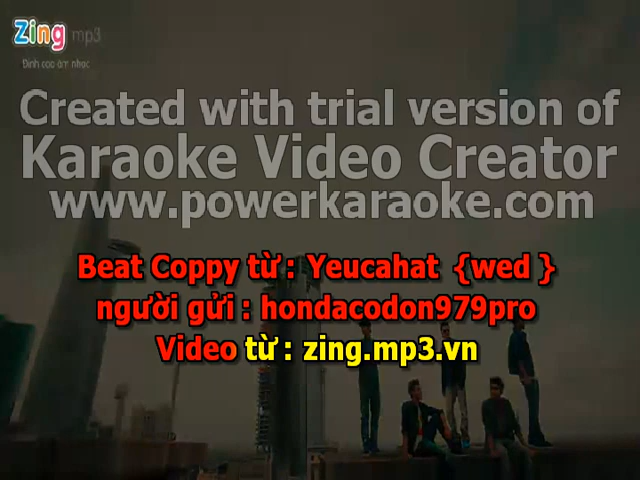 Zing mp3
Đỉnh cao âm nhạc
Created with trial version of
Karaoke Video Creator
www.powerkaraoke.com
Beat Coppy từ : Yeucahat {wed }
người gửi : hondacodon979pro
Video từ : zing.mp3.vn